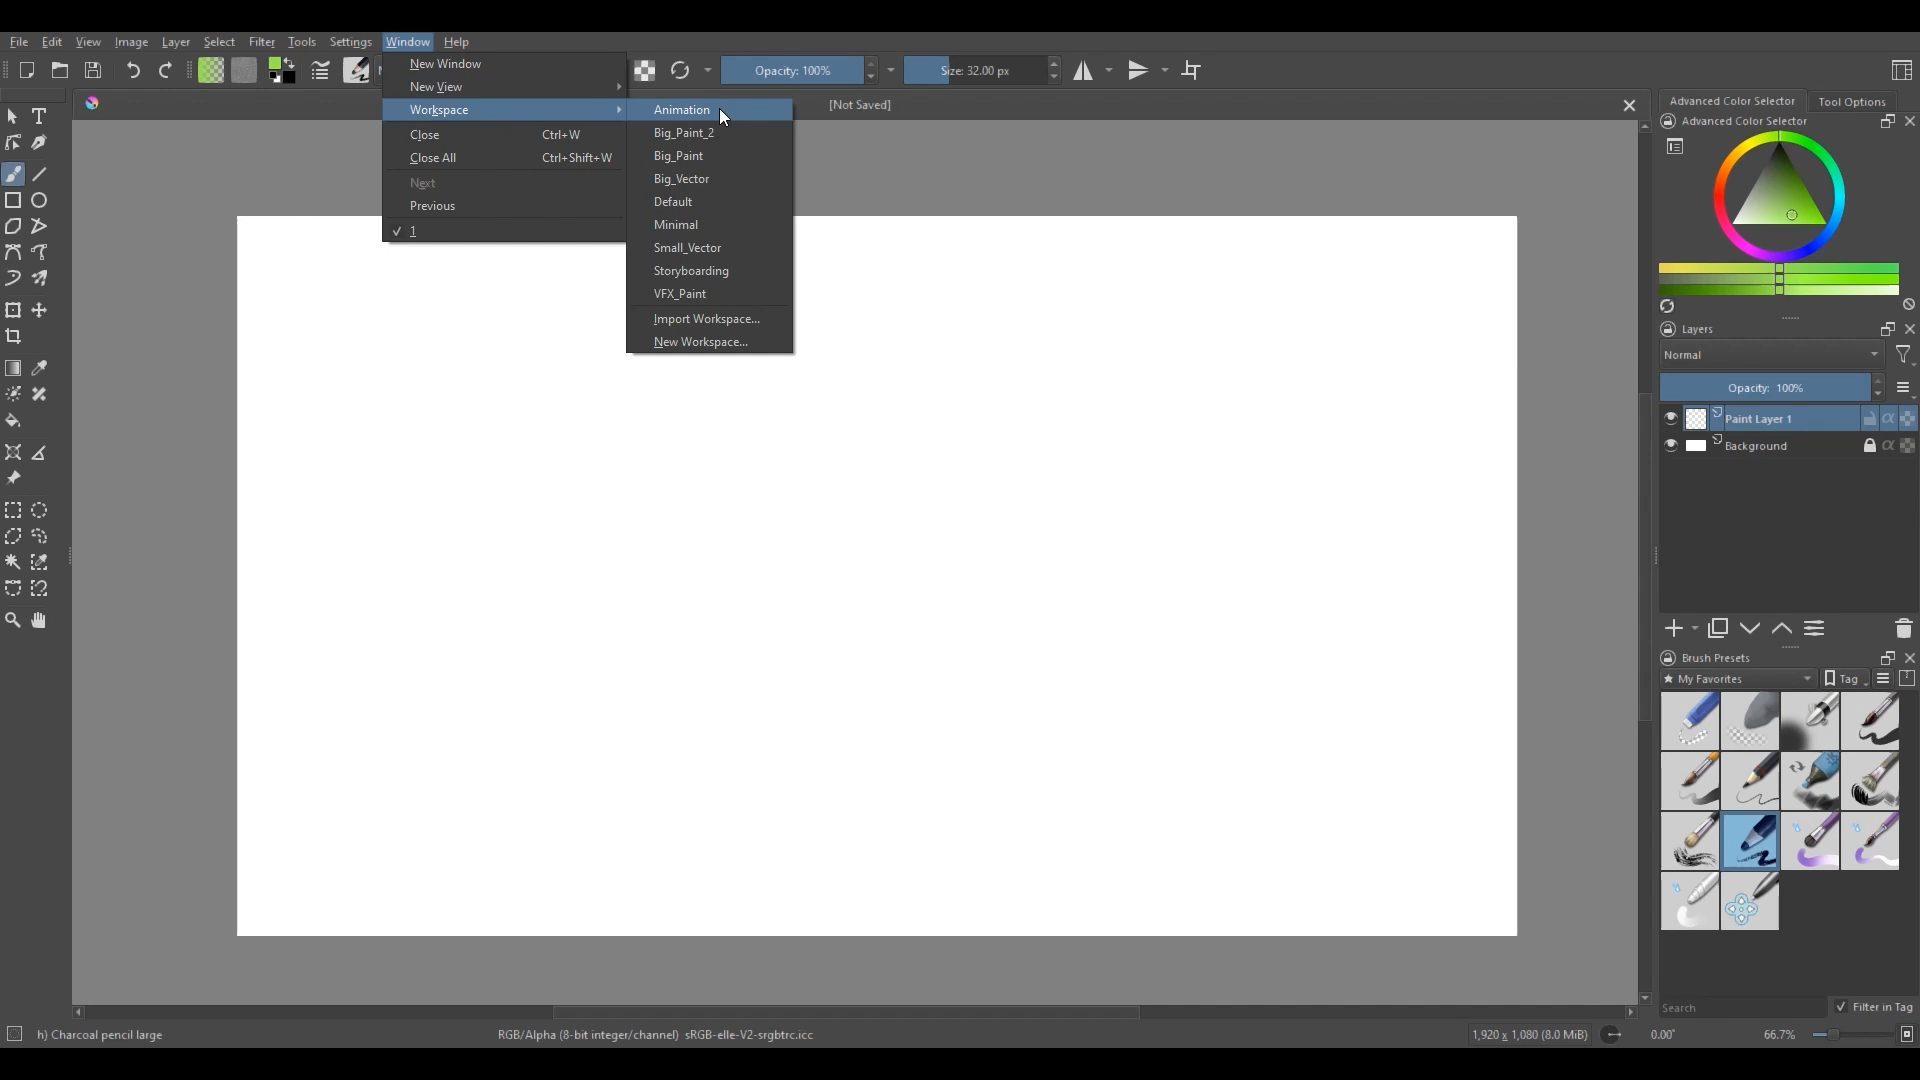 File Edit View Image Layer Select Filter Tools Settings Window Help
Opacity: 100% Size: 32.00 px
[Not Saved]
New Window
New View
Workspace
Close Ctrl+W
Close All Ctrl+Shift+W
Next
Previous
✓ 1
Animation
Big_Paint_2
Big_Paint
Big_Vector
Default
Minimal
Small_Vector
Storyboarding
VFX_Paint
Import Workspace...
New Workspace...
Advanced Color Selector Tool Options
Advanced Color Selector
Layers
Normal
Opacity: 100%
Paint Layer 1
Background
Brush Presets
★ My Favorites Tag
Search ✓ Filter in Tag
h) Charcoal pencil large RGB/Alpha (8-bit integer/channel) sRGB-elle-V2-srgbtrc.icc 1,920 x 1,080 (8.0 MiB) 0.00° 66.7%